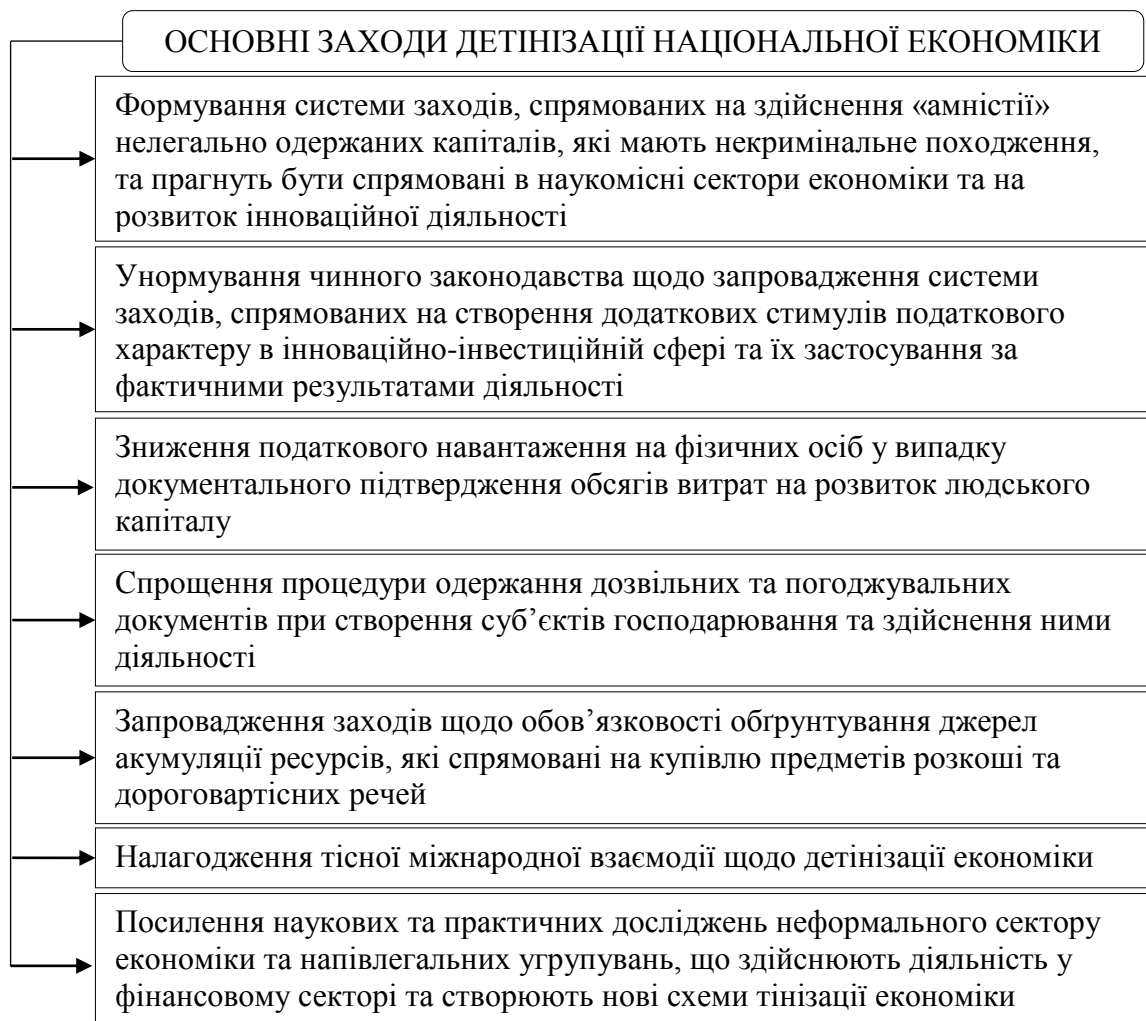 ОСНОВНІ ЗАХОДИ ДЕТІНІЗАЦІЇ НАЦІОНАЛЬНОЇ ЕКОНОМІКИ
Формування системи заходів, спрямованих на здійснення «амністії»
нелегально одержаних капіталів, які мають некримінальне походження,
та прагнуть бути спрямовані в наукомісні сектори економіки та на
розвиток інноваційної діяльності
Унормування чинного законодавства щодо запровадження системи
заходів, спрямованих на створення додаткових стимулів податкового
характеру в інноваційно-інвестиційній сфері та їх застосування за
фактичними результатами діяльності
Зниження податкового навантаження на фізичних осіб у випадку
документального підтвердження обсягів витрат на розвиток людського
капіталу
Спрощення процедури одержання дозвільних та погоджувальних
документів при створення суб’єктів господарювання та здійснення ними
діяльності
Запровадження заходів щодо обов’язковості обґрунтування джерел
акумуляції ресурсів, які спрямовані на купівлю предметів розкоші та
дороговартісних речей
Налагодження тісної міжнародної взаємодії щодо детінізації економіки
Посилення наукових та практичних досліджень неформального сектору
економіки та напівлегальних угрупувань, що здійснюють діяльність у
фінансовому секторі та створюють нові схеми тінізації економіки